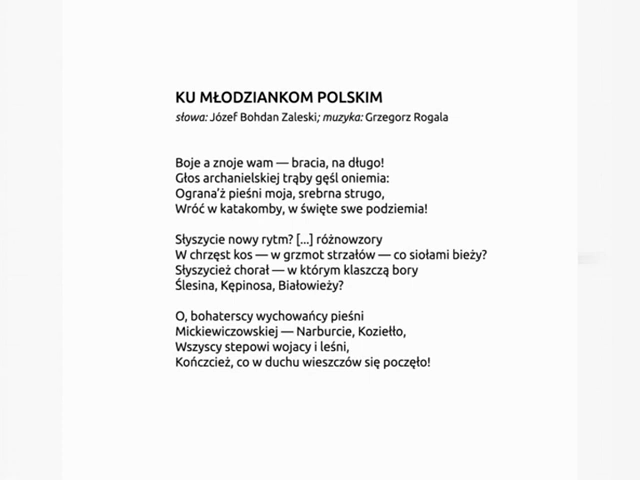 KU MŁODZIANKOM POLSKIM
słowa: Józef Bohdan Zaleski; muzyka: Grzegorz Rogala
Boje a znoje wam — bracia, na długo!
Głos archanielskiej trąby gęśl oniemia:
Ograna'ż pieśni moja, srebrna strugo,
Wróć w katakomby, w święte swe podziemia!
Słyszycie nowy rytm? [...] różnowzory
W chrzęst kos — w grzmot strzałów — co siołami bieży?
Słyszycież chorał — w którym klaszczą bory
Ślesina, Kępinosa, Białowieży?
O, bohaterscy wychowańcy pieśni
Mickiewiczowskiej — Narburcie, Koziełło,
Wszyscy stepowi wojacy i leśni,
Kończcież, co w duchu wieszczów się poczęło!